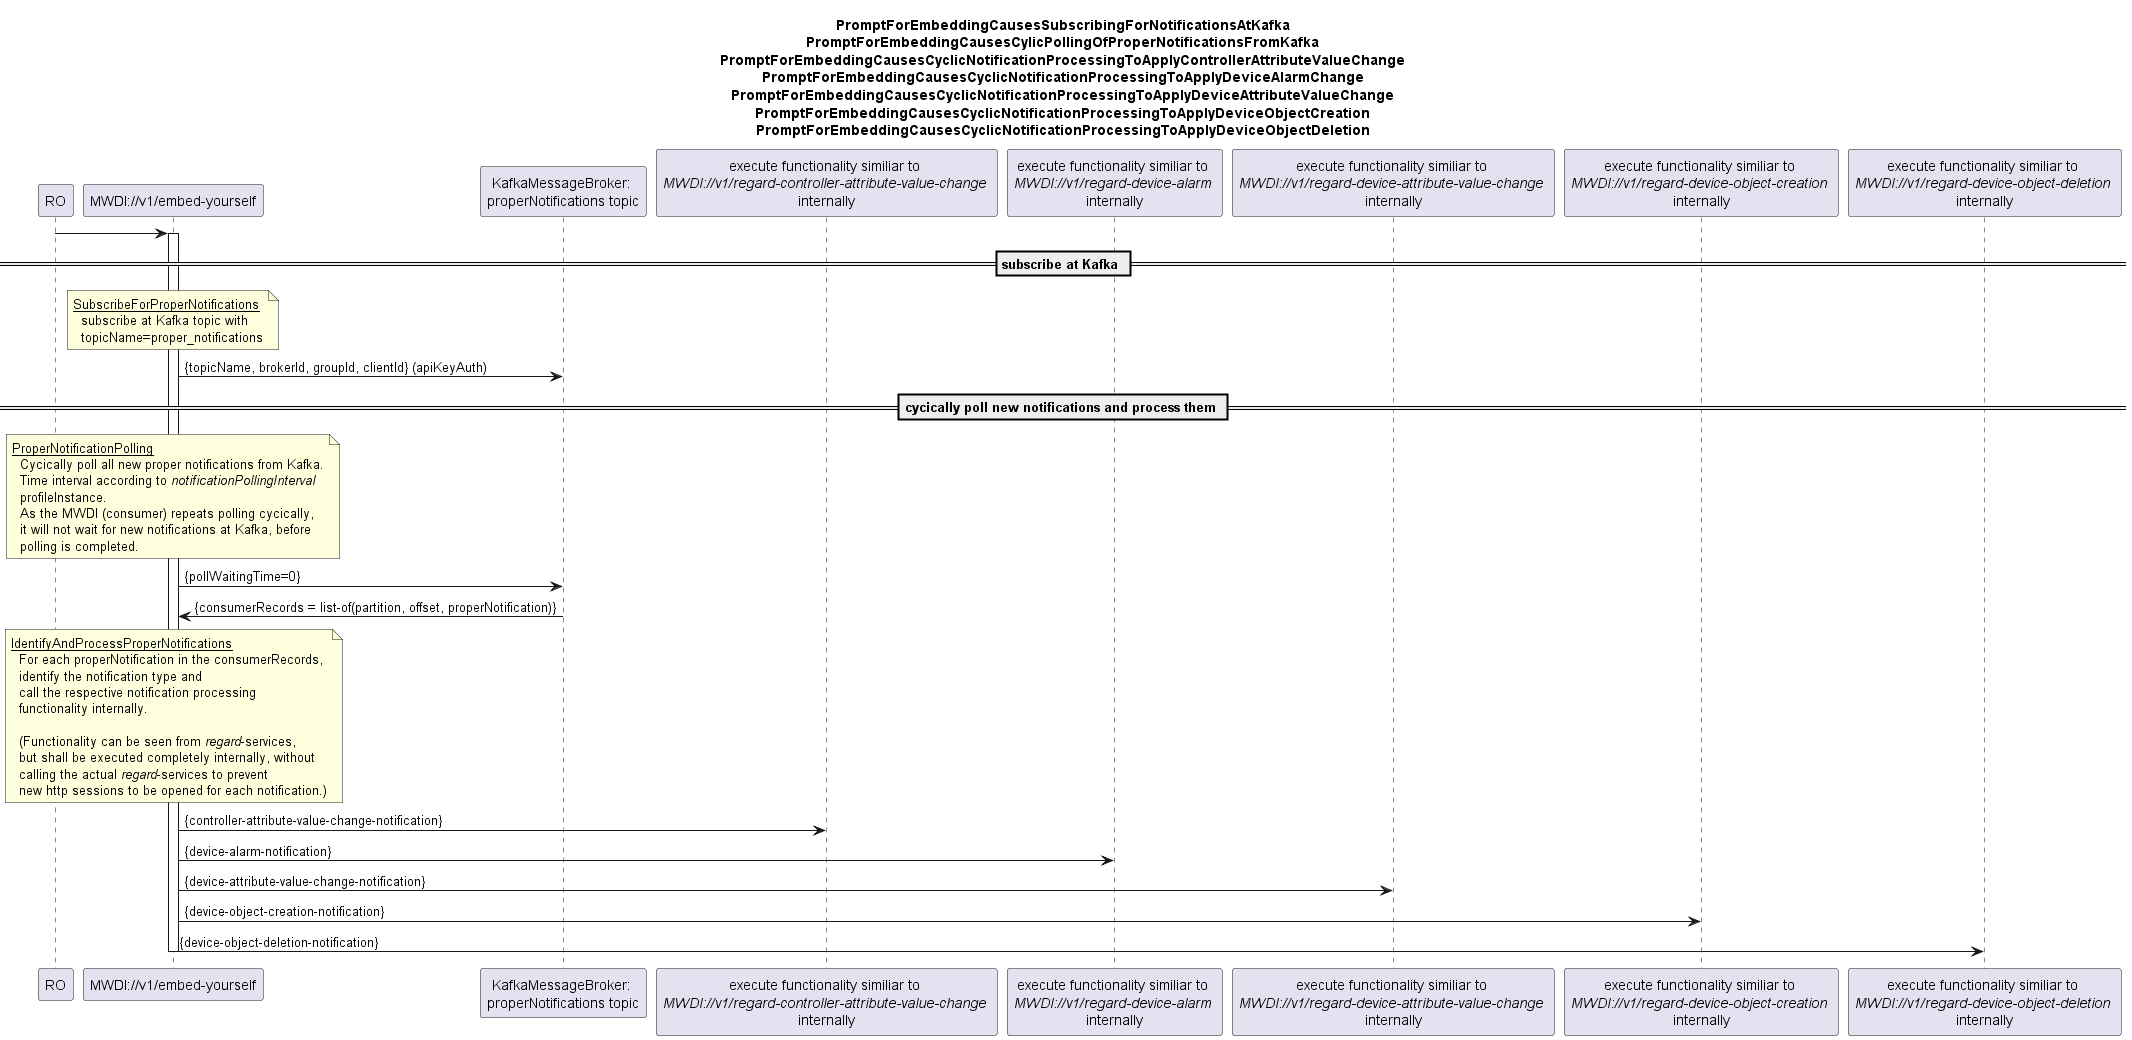 PromptForEmbeddingCausesSubscribingForNotificationsAtKafka
PromptForEmbeddingCausesCylicPollingOfProperNotificationsFromKafka
PromptForEmbeddingCausesCyclicNotificationProcessingToApplyControllerAttributeValueChange
PromptForEmbeddingCausesCyclicNotificationProcessingToApplyDeviceAlarmChange
PromptForEmbeddingCausesCyclicNotificationProcessingToApplyDeviceAttributeValueChange
PromptForEmbeddingCausesCyclicNotificationProcessingToApplyDeviceObjectCreation
PromptForEmbeddingCausesCyclicNotificationProcessingToApplyDeviceObjectDeletion
RO
MWDI://v1/embed-yourself
KafkaMessageBroker:
properNotifications topic
execute functionality similiar to
MWDI://v1/regard-controller-attribute-value-change
internally
execute functionality similiar to
MWDI://v1/regard-device-alarm
internally
execute functionality similiar to
MWDI://v1/regard-device-attribute-value-change
internally
execute functionality similiar to
MWDI://v1/regard-device-object-creation
internally
execute functionality similiar to
MWDI://v1/regard-device-object-deletion
internally
subscribe at Kafka
SubscribeForProperNotifications
subscribe at Kafka topic with
topicName=proper_notifications
{topicName, brokerId, groupId, clientId} (apiKeyAuth)
cycically poll new notifications and process them
ProperNotificationPolling
Cycically poll all new proper notifications from Kafka.
Time interval according to notificationPollingInterval
profileInstance.
As the MWDI (consumer) repeats polling cycically,
it will not wait for new notifications at Kafka, before
polling is completed.
{pollWaitingTime=0}
{consumerRecords = list-of(partition, offset, properNotification)}
IdentifyAndProcessProperNotifications
For each properNotification in the consumerRecords,
identify the notification type and
call the respective notification processing
functionality internally.
(Functionality can be seen from regard-services,
but shall be executed completely internally, without
calling the actual regard-services to prevent
new http sessions to be opened for each notification.)
{controller-attribute-value-change-notification}
{device-alarm-notification}
{device-attribute-value-change-notification}
{device-object-creation-notification}
{device-object-deletion-notification}
RO
MWDI://v1/embed-yourself
KafkaMessageBroker:
properNotifications topic
execute functionality similiar to
MWDI://v1/regard-controller-attribute-value-change
internally
execute functionality similiar to
MWDI://v1/regard-device-alarm
internally
execute functionality similiar to
MWDI://v1/regard-device-attribute-value-change
internally
execute functionality similiar to
MWDI://v1/regard-device-object-creation
internally
execute functionality similiar to
MWDI://v1/regard-device-object-deletion
internally